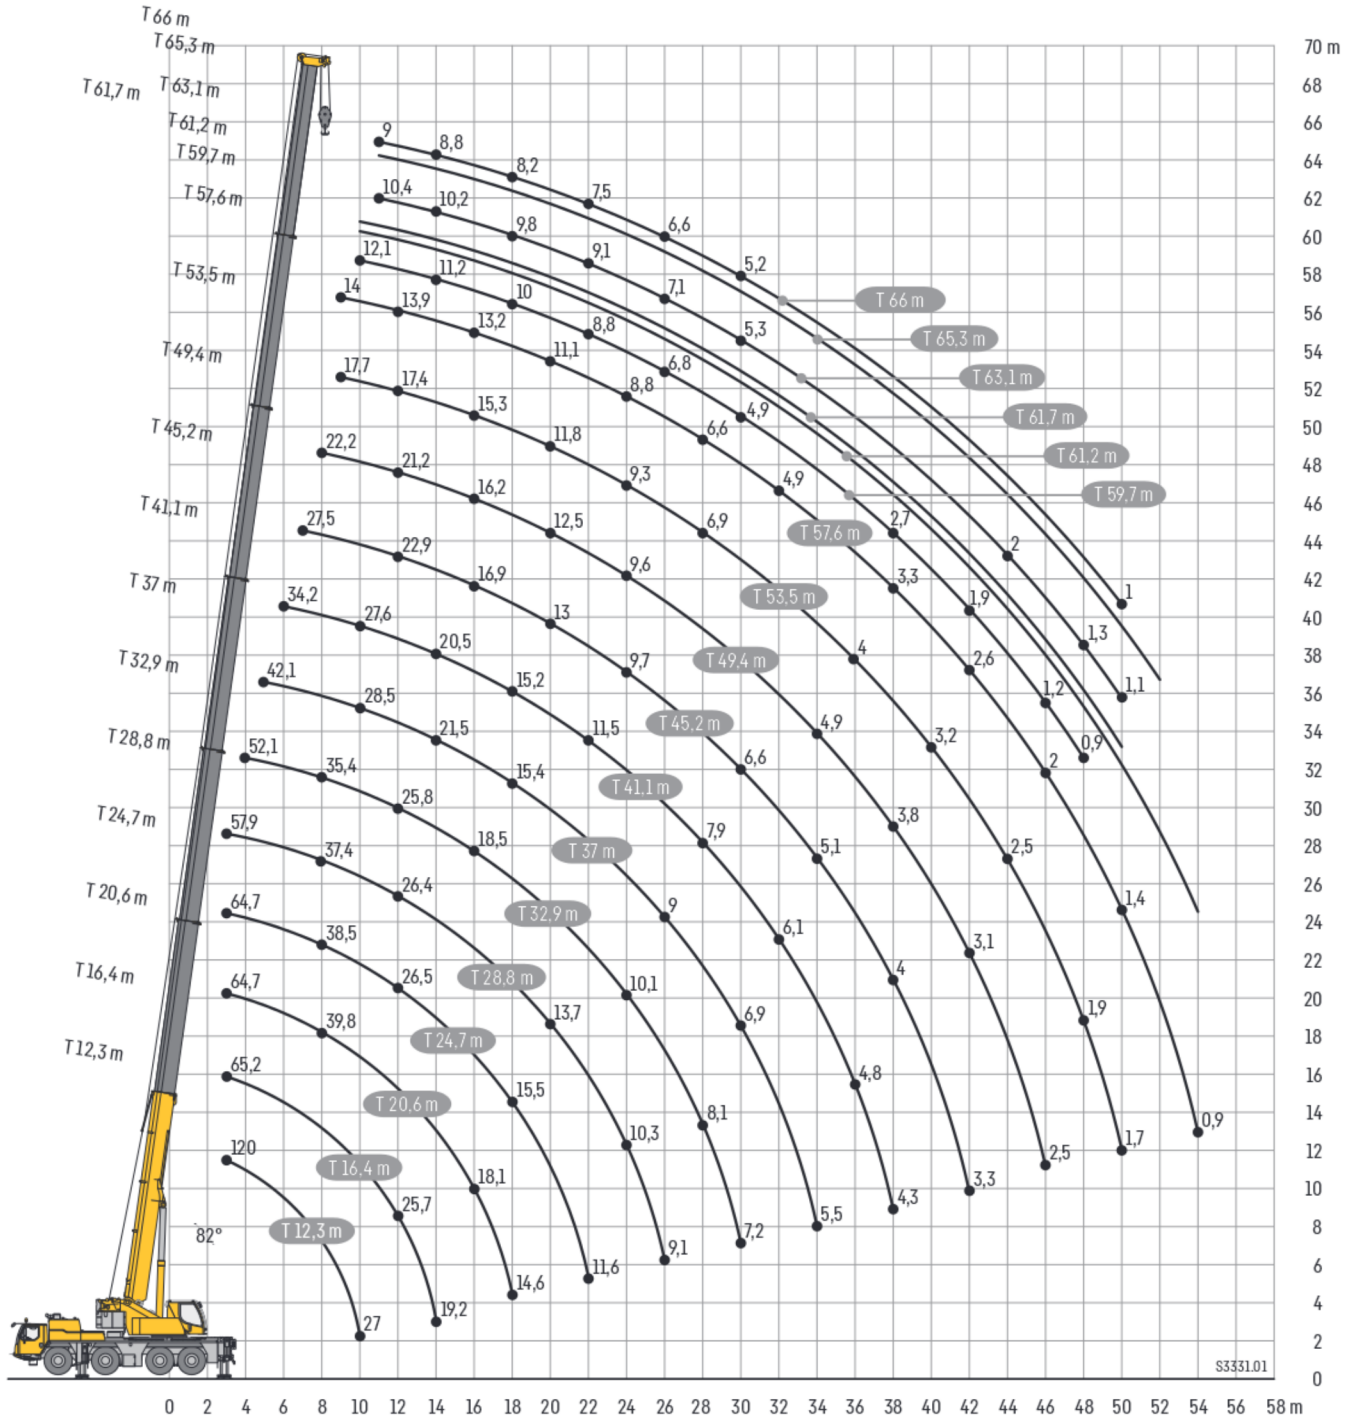 T 66 m
T 65,3 m
T 61,7 m
T 63,1 m
T 61,2 m
T 59,7 m
T 57,6 m
T 53,5 m
T 49,4 m
T 45,2 m
T 41,1 m
T 37 m
T 32,9 m
T 28,8 m
T 24,7 m
T 20,6 m
T 16,4 m
T 12,3 m
82°
9 8,8 8,2 7,5 6,6 5,2 1
10,4 10,2 9,8 9,1 7,1 5,3 2 1,3 1,1
12,1 11,2 10 8,8 6,8 4,9 2,7 1,9 1,2 0,9
14 13,9 13,2 11,1 8,8 6,6 4,9 3,3 2,6 2 1,4 0,9
17,7 17,4 15,3 11,8 9,3 6,9 4 3,2 2,5 1,9 1,7
22,2 21,2 16,2 12,5 9,6 4,9 3,8 3,1 2,5
27,5 22,9 16,9 13 9,7 6,6 5,1 4 3,3
34,2 27,6 20,5 15,2 11,5 7,9 6,1 4,8 4,3
42,1 28,5 21,5 15,4 9 6,9 5,5
52,1 35,4 25,8 18,5 10,1 8,1 7,2
57,9 37,4 26,4 13,7 10,3 9,1
64,7 38,5 26,5 15,5 11,6
64,7 39,8 18,1 14,6
65,2 25,7 19,2
120 27
T 66 m
T 65,3 m
T 63,1 m
T 61,7 m
T 61,2 m
T 59,7 m
T 57,6 m
T 53,5 m
T 49,4 m
T 45,2 m
T 41,1 m
T 37 m
T 32,9 m
T 28,8 m
T 24,7 m
T 20,6 m
T 16,4 m
T 12,3 m
70 m
68
66
64
62
60
58
56
54
52
50
48
46
44
42
40
38
36
34
32
30
28
26
24
22
20
18
16
14
12
10
8
6
4
2
0
S3331.01
0 2 4 6 8 10 12 14 16 18 20 22 24 26 28 30 32 34 36 38 40 42 44 46 48 50 52 54 56 58 m